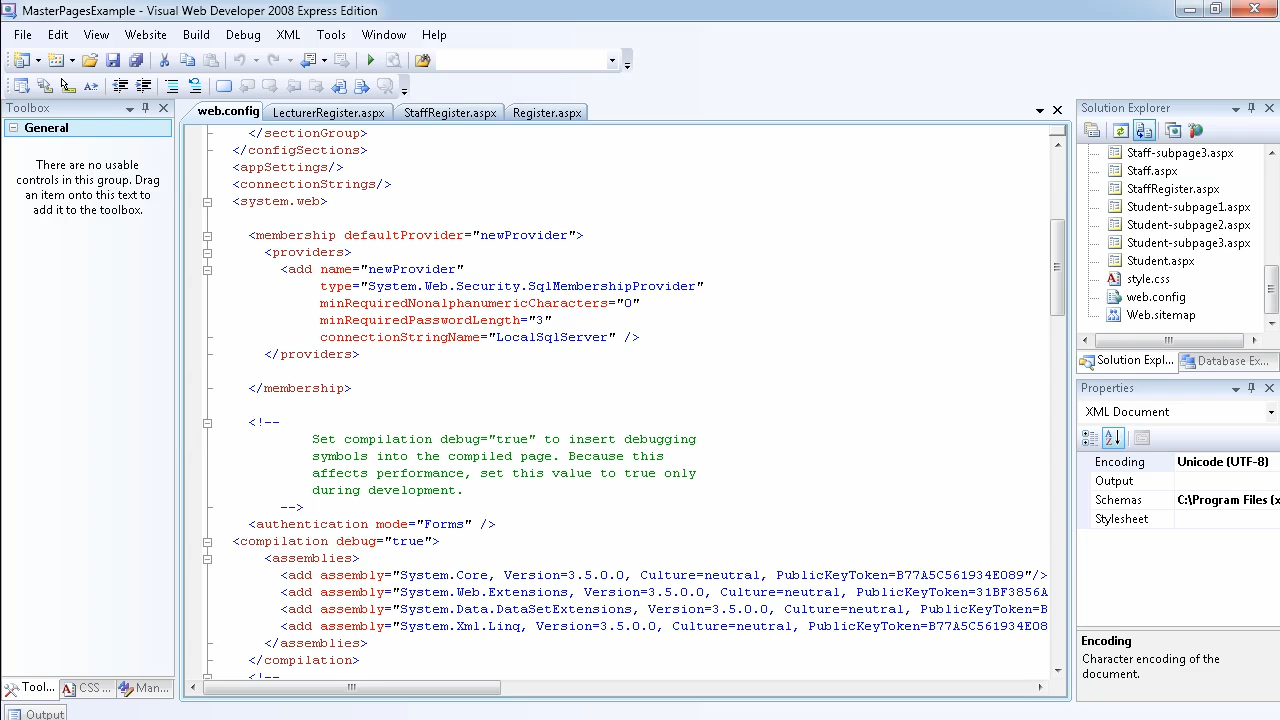 MasterPagesExample - Visual Web Developer 2008 Express Edition
File Edit View Website Build Debug XML Tools Window Help
Toolbox
General
There are no usable
controls in this group. Drag
an item onto this text to
add it to the toolbox.
Tool... CSS ... Man...
Output
web.config LecturerRegister.aspx StaffRegister.aspx Register.aspx
</sectionGroup>
</configSections>
<appSettings/>
<connectionStrings/>
<system.web>
<membership defaultProvider="newProvider">
<providers>
<add name="newProvider"
type="System.Web.Security.SqlMembershipProvider"
minRequiredNonalphanumericCharacters="0"
minRequiredPasswordLength="3"
connectionStringName="LocalSqlServer" />
</providers>
</membership>
<!--
Set compilation debug="true" to insert debugging
symbols into the compiled page. Because this
affects performance, set this value to true only
during development.
-->
<authentication mode="Forms" />
<compilation debug="true">
<assemblies>
<add assembly="System.Core, Version=3.5.0.0, Culture=neutral, PublicKeyToken=B77A5C561934E089"/>
<add assembly="System.Web.Extensions, Version=3.5.0.0, Culture=neutral, PublicKeyToken=31BF3856A
<add assembly="System.Data.DataSetExtensions, Version=3.5.0.0, Culture=neutral, PublicKeyToken=B
<add assembly="System.Xml.Linq, Version=3.5.0.0, Culture=neutral, PublicKeyToken=B77A5C561934E08
</assemblies>
</compilation>
<!--
Solution Explorer
Staff-subpage3.aspx
Staff.aspx
StaffRegister.aspx
Student-subpage1.aspx
Student-subpage2.aspx
Student-subpage3.aspx
Student.aspx
style.css
web.config
Web.sitemap
Solution Expl... Database Ex...
Properties
XML Document
Encoding Unicode (UTF-8)
Output
Schemas C:\Program Files (x
Stylesheet
Encoding
Character encoding of the
document.